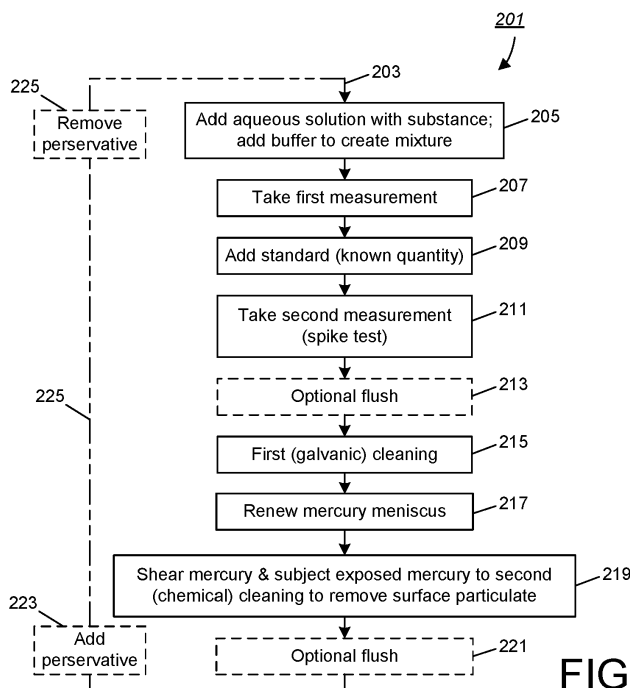 201
203
225
Remove
perservative
Add aqueous solution with substance;
add buffer to create mixture
205
Take first measurement
207
Add standard (known quantity)
209
Take second measurement
(spike test)
211
Optional flush
213
225
First (galvanic) cleaning
215
Renew mercury meniscus
217
Shear mercury & subject exposed mercury to second
(chemical) cleaning to remove surface particulate
219
223
Add
perservative
Optional flush
221
FIG